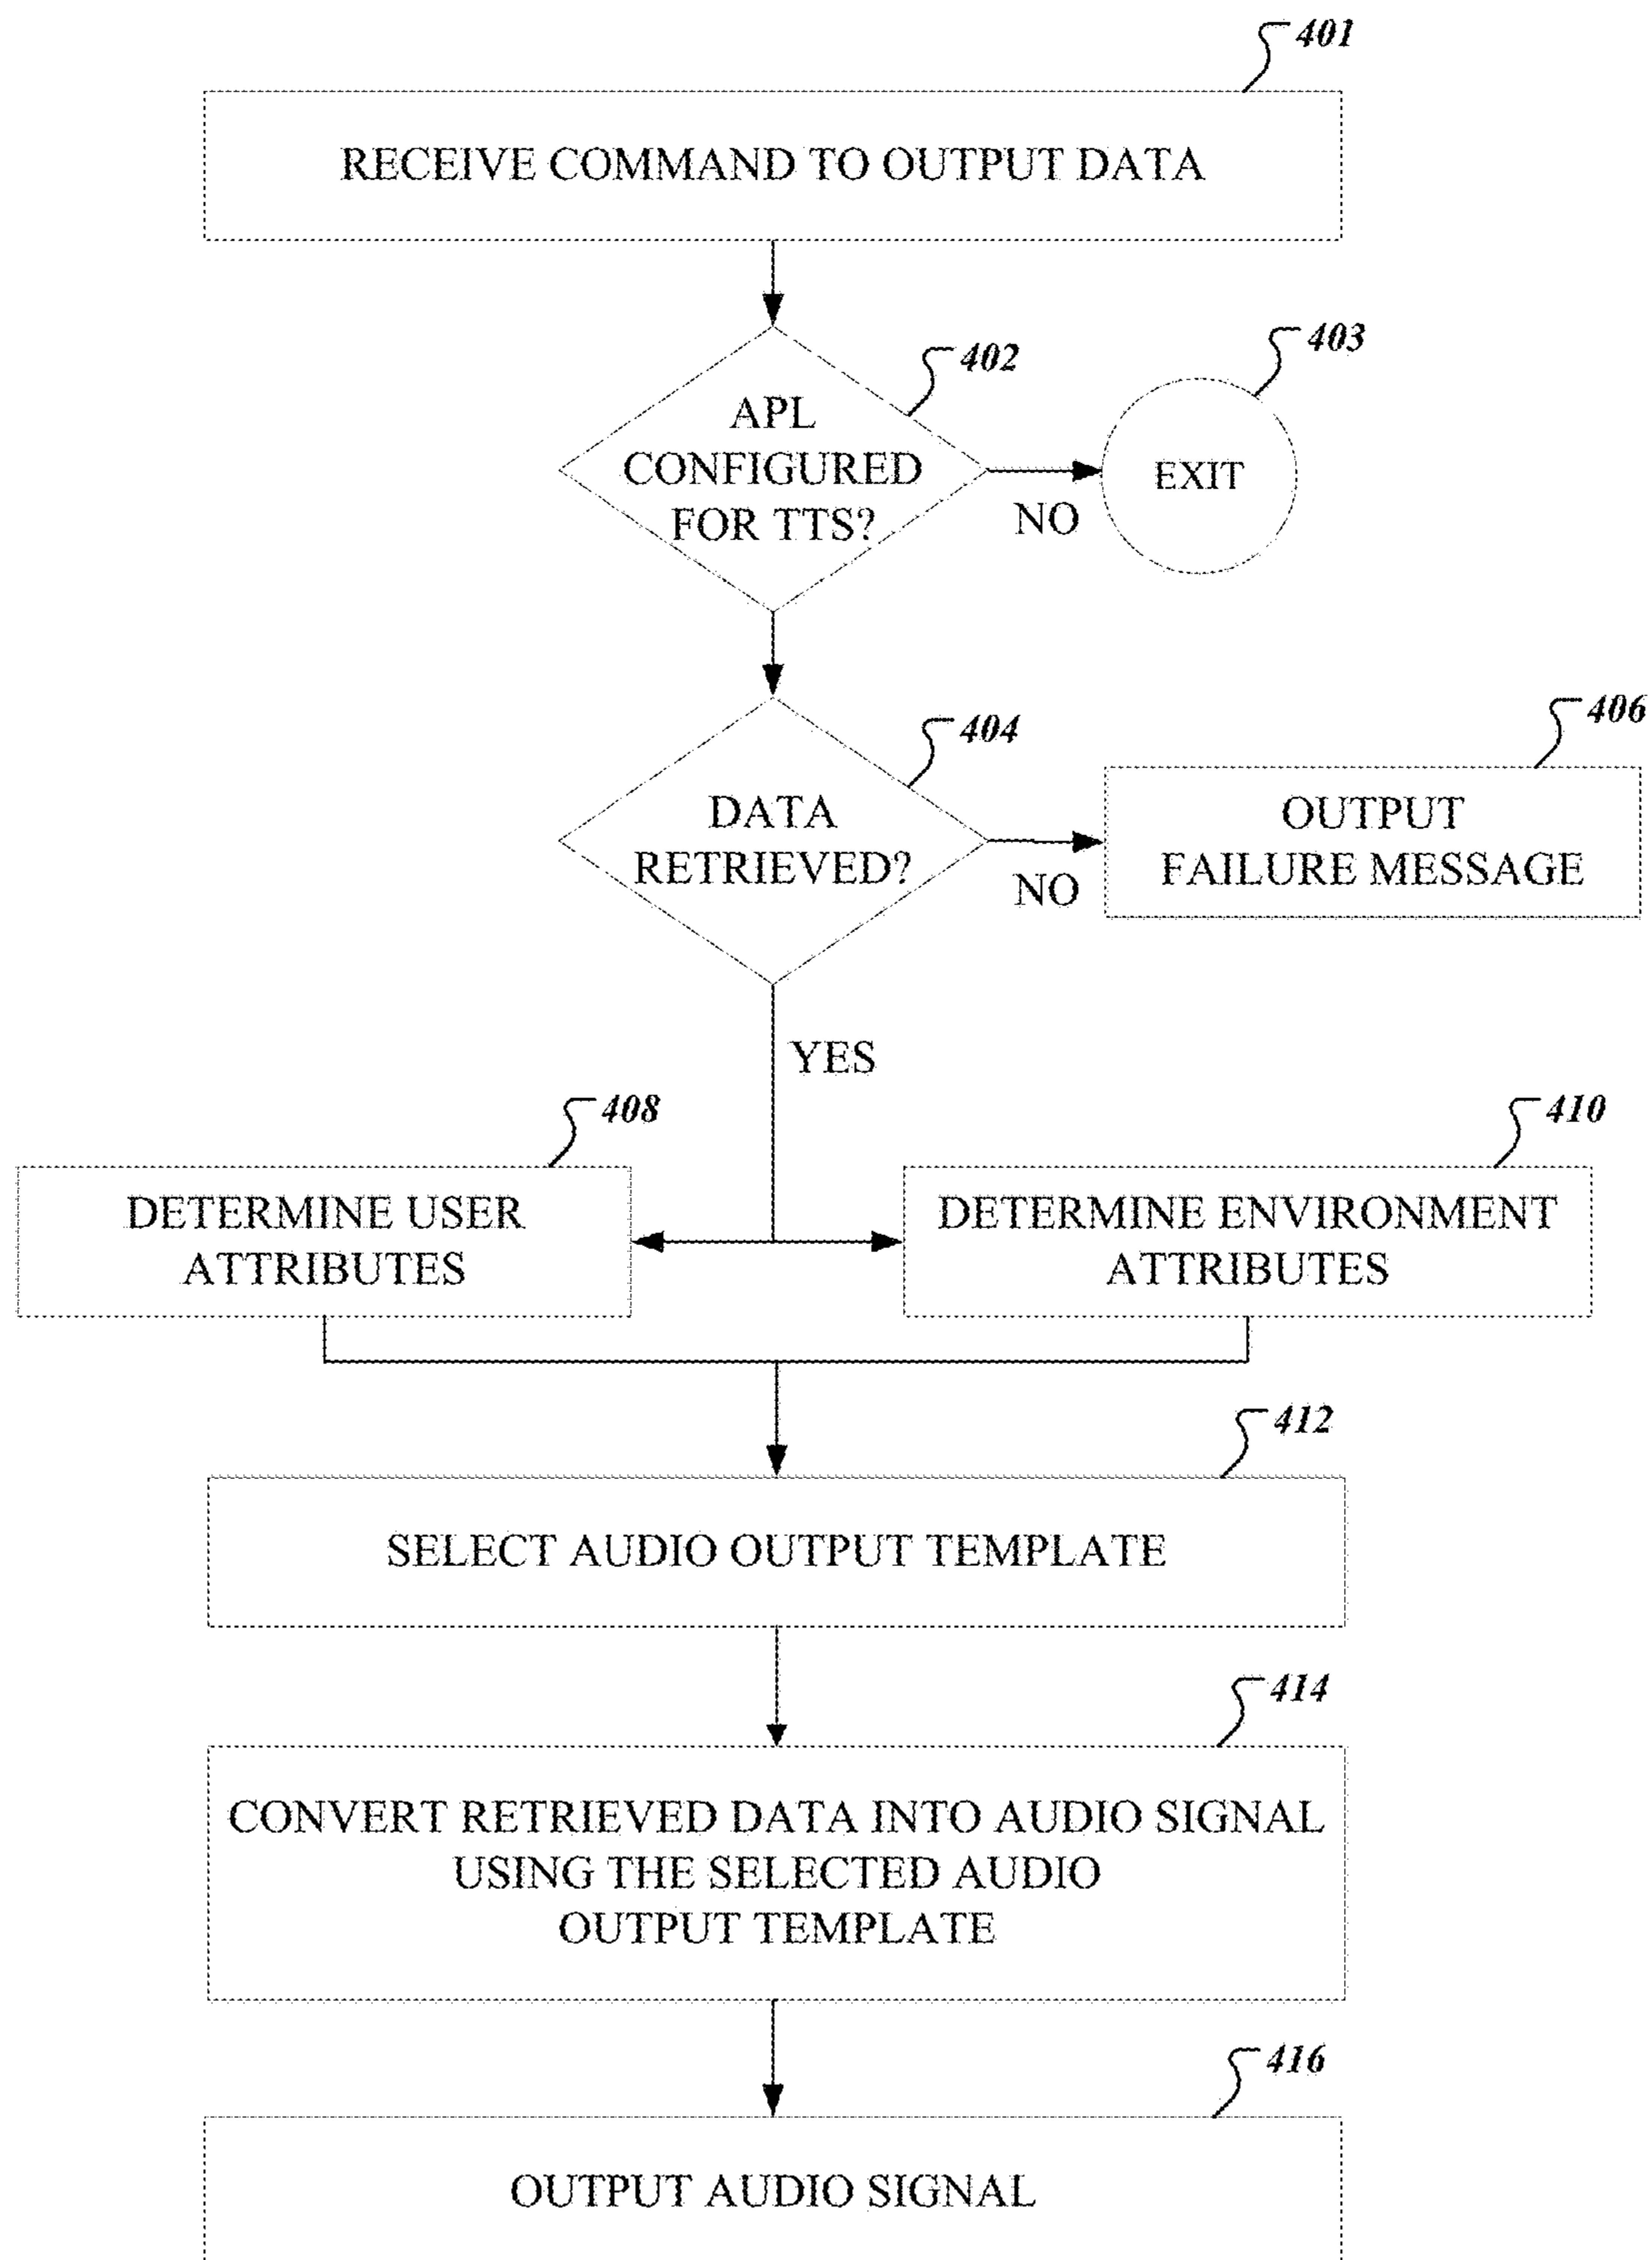 401
RECEIVE COMMAND TO OUTPUT DATA
402
403
APL
CONFIGURED
FOR TTS?
EXIT
NO
404
406
DATA
RETRIEVED?
OUTPUT
FAILURE MESSAGE
NO
YES
408
410
DETERMINE USER
ATTRIBUTES
DETERMINE ENVIRONMENT
ATTRIBUTES
412
SELECT AUDIO OUTPUT TEMPLATE
414
CONVERT RETRIEVED DATA INTO AUDIO SIGNAL
USING THE SELECTED AUDIO
OUTPUT TEMPLATE
416
OUTPUT AUDIO SIGNAL